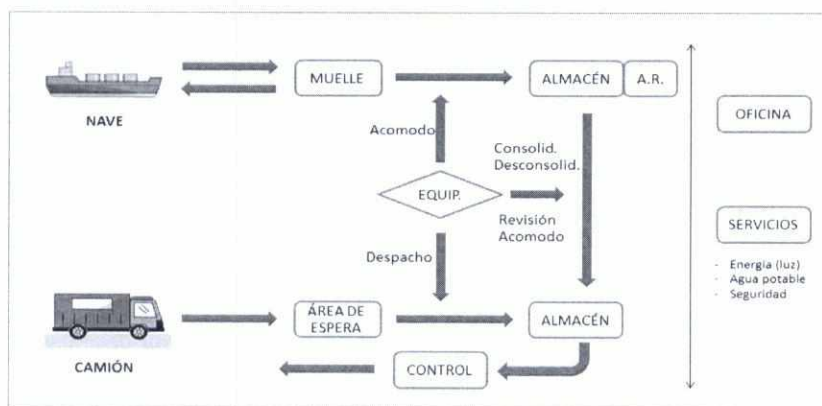 NAVE
MUELLE
ALMACÉN
A.R.
OFICINA
Acomodo
Consolid.
Desconsolid.
EQUIP.
Revisión
Acomodo
SERVICIOS
- Energía (luz)
- Agua potable
- Seguridad
Despacho
CAMIÓN
ÁREA DE
ESPERA
ALMACÉN
CONTROL